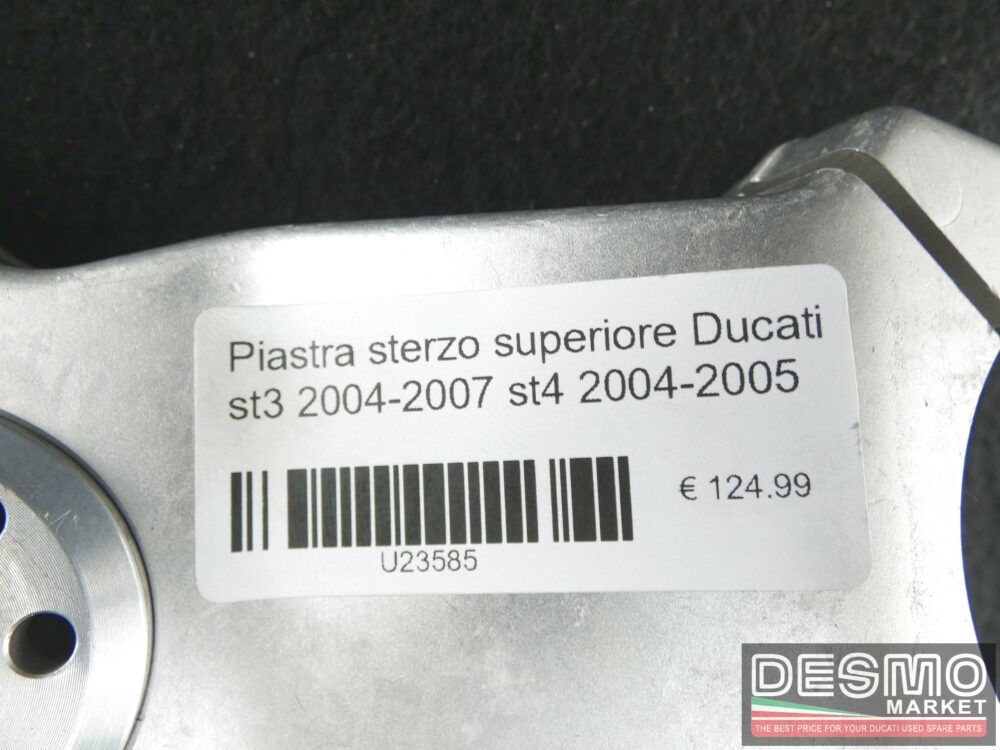 Piastra sterzo superiore Ducati
st3 2004-2007 st4 2004-2005
€ 124.99
U23585
DESMO
MARKET
THE BEST PRICE FOR YOUR DUCATI USED SPARE PARTS